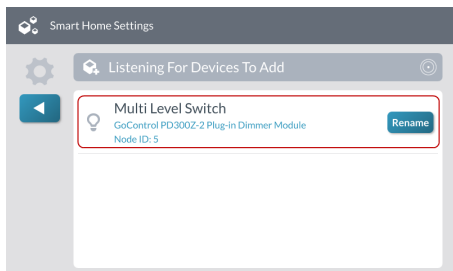 Smart Home Settings
Listening For Devices To Add
Multi Level Switch
GoControl PD300Z-2 Plug-in Dimmer Module
Rename
Node ID: 5